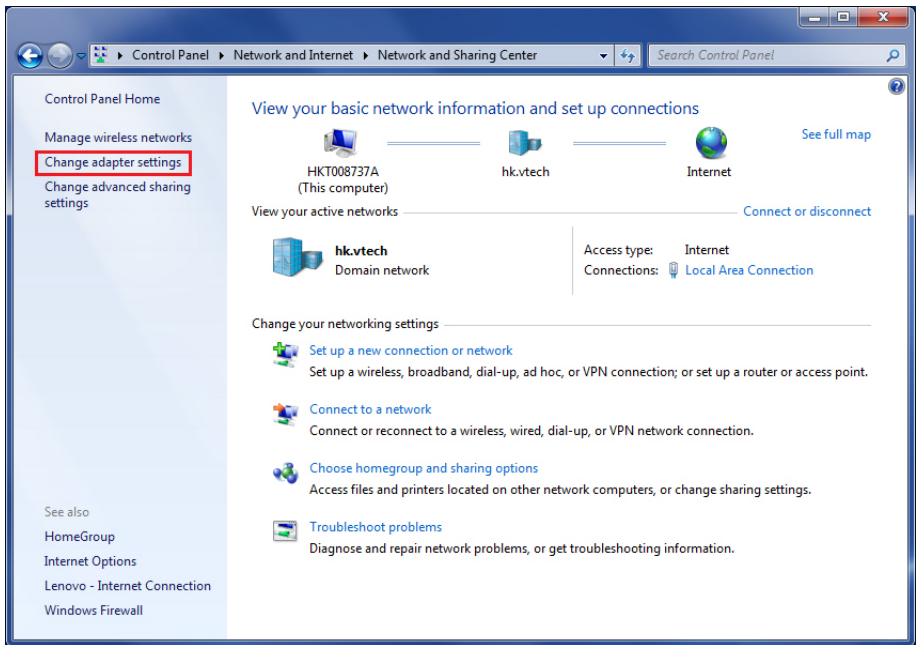 Control Panel ▸ Network and Internet ▸ Network and Sharing Center
Search Control Panel
Control Panel Home
Manage wireless networks
Change adapter settings
Change advanced sharing
settings
See also
HomeGroup
Internet Options
Lenovo - Internet Connection
Windows Firewall
View your basic network information and set up connections
See full map
HKT008737A
(This computer)
hk.vtech
Internet
View your active networks
Connect or disconnect
hk.vtech
Domain network
Access type: Internet
Connections: Local Area Connection
Change your networking settings
Set up a new connection or network
Set up a wireless, broadband, dial-up, ad hoc, or VPN connection; or set up a router or access point.
Connect to a network
Connect or reconnect to a wireless, wired, dial-up, or VPN network connection.
Choose homegroup and sharing options
Access files and printers located on other network computers, or change sharing settings.
Troubleshoot problems
Diagnose and repair network problems, or get troubleshooting information.